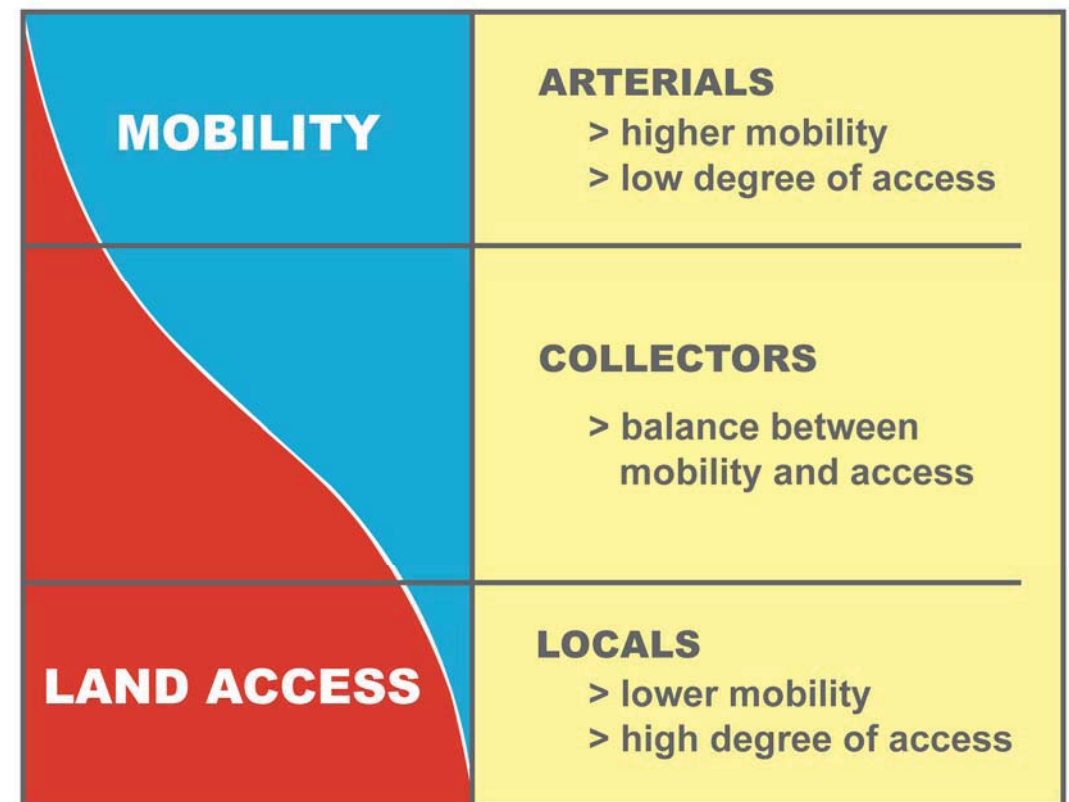 MOBILITY
ARTERIALS
> higher mobility
> low degree of access
COLLECTORS
> balance between
mobility and access
LAND ACCESS
LOCALS
> lower mobility
> high degree of access